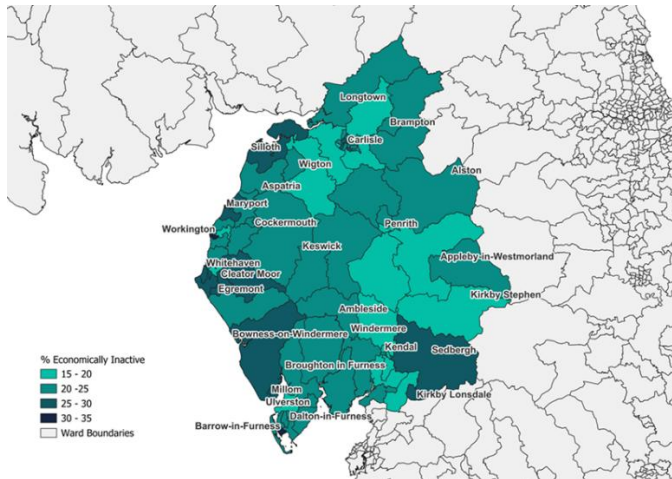 Longtown
Brampton
Carlisle
Silloth
Wigton
Alston
Aspatria
Maryport
Cockermouth
Penrith
Workington
Keswick
Appleby-in-Westmorland
Whitehaven
Cleator Moor
Egremont
Kirkby Stephen
Ambleside
Windermere
Bowness-on-Windermere
Kendal
Sedbergh
Broughton in Furness
Millom
Kirkby Lonsdale
Ulverston
Dalton-in-Furness
Barrow-in-Furness
% Economically Inactive
15 - 20
20 -25
25 - 30
30 - 35
Ward Boundaries